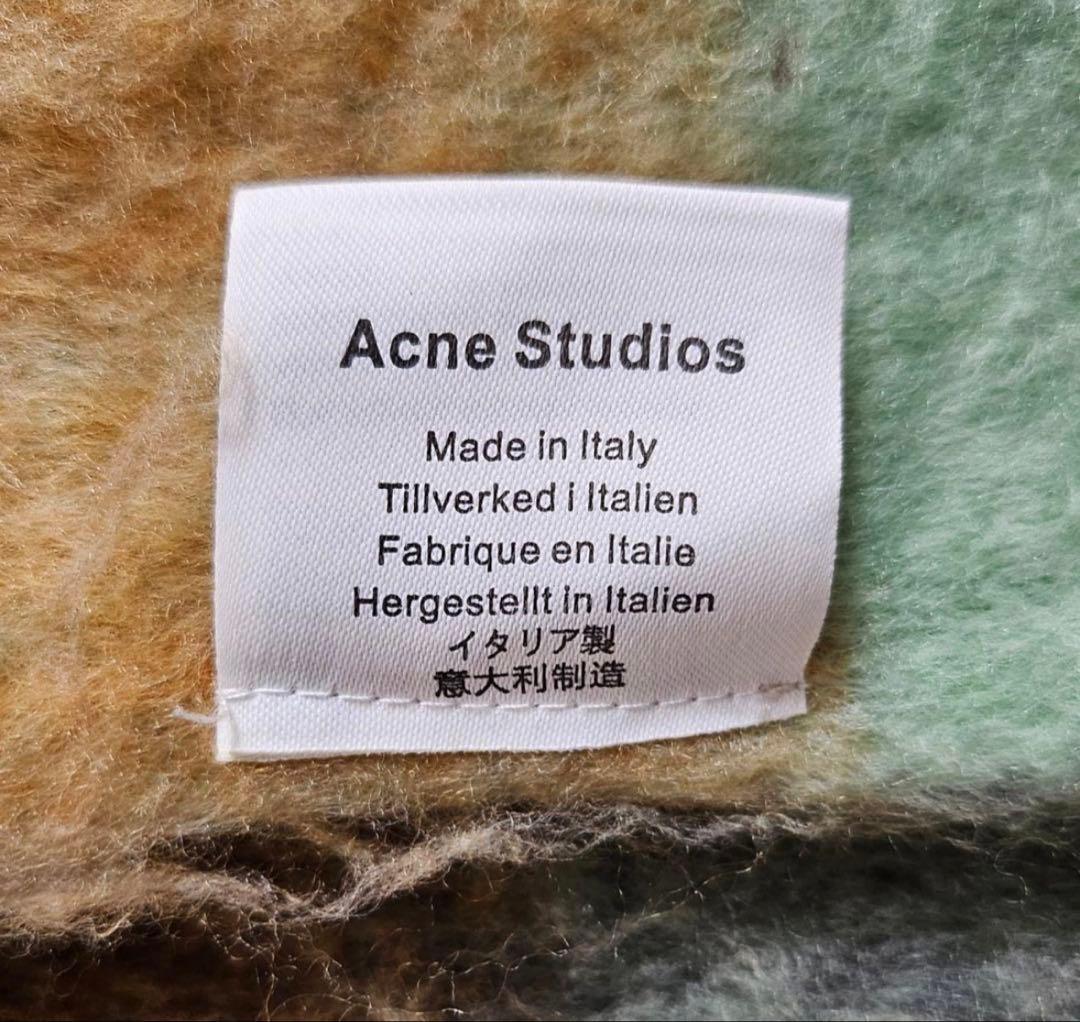 Acne Studios
Made in Italy
Tillverked i Italien
Fabrique en Italie
Hergestellt in Italien
イタリア製
意大利制造